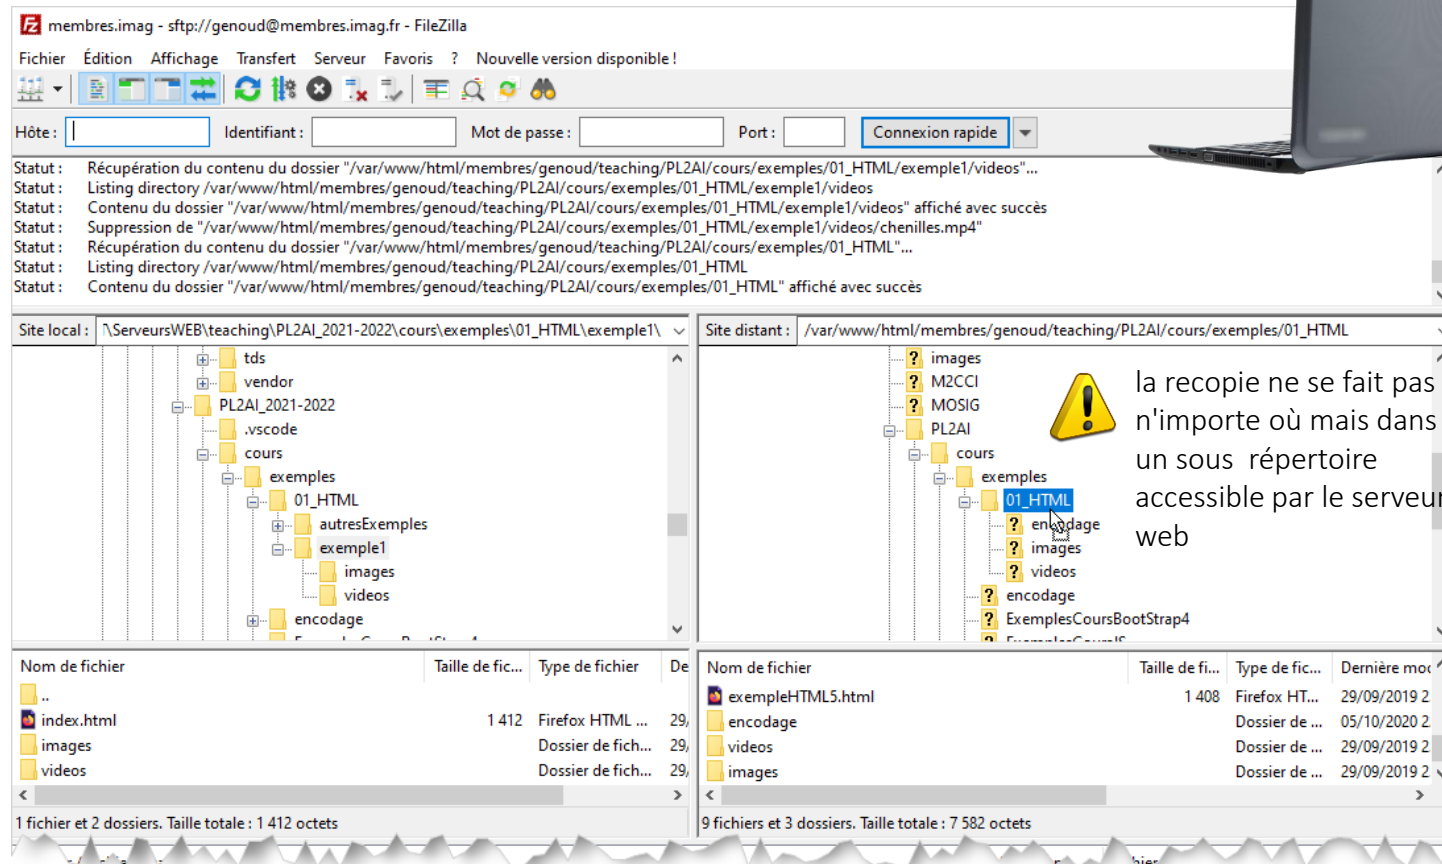 membres.imag - sftp://genoud@membres.imag.fr - FileZilla
Fichier Édition Affichage Transfert Serveur Favoris ? Nouvelle version disponible !
Hôte : Identifiant : Mot de passe : Port : Connexion rapide
Statut : Récupération du contenu du dossier "/var/www/html/membres/genoud/teaching/PL2AI/cours/exemples/01_HTML/exemple1/videos"...
Statut : Listing directory /var/www/html/membres/genoud/teaching/PL2AI/cours/exemples/01_HTML/exemple1/videos
Statut : Contenu du dossier "/var/www/html/membres/genoud/teaching/PL2AI/cours/exemples/01_HTML/exemple1/videos" affiché avec succès
Statut : Suppression de "/var/www/html/membres/genoud/teaching/PL2AI/cours/exemples/01_HTML/exemple1/videos/chenilles.mp4"
Statut : Récupération du contenu du dossier "/var/www/html/membres/genoud/teaching/PL2AI/cours/exemples/01_HTML"...
Statut : Listing directory /var/www/html/membres/genoud/teaching/PL2AI/cours/exemples/01_HTML
Statut : Contenu du dossier "/var/www/html/membres/genoud/teaching/PL2AI/cours/exemples/01_HTML" affiché avec succès
Site local : \ServeursWEB\teaching\PL2AI_2021-2022\cours\exemples\01_HTML\exemple1\
tds
vendor
PL2AI_2021-2022
.vscode
cours
exemples
01_HTML
autresExemples
exemple1
images
videos
encodage
Site distant : /var/www/html/membres/genoud/teaching/PL2AI/cours/exemples/01_HTML
? images
? M2CCI
? MOSIG
PL2AI
cours
exemples
01_HTML
? encodage
? images
? videos
? encodage
? ExemplesCoursBootStrap4
la recopie ne se fait pas
n'importe où mais dans
un sous répertoire
accessible par le serveur
web
Nom de fichier Taille de fic... Type de fichier De
..
index.html 1 412 Firefox HTML ... 29/
images Dossier de fich... 29/
videos Dossier de fich... 29/
1 fichier et 2 dossiers. Taille totale : 1 412 octets
Nom de fichier Taille de fi... Type de fic... Dernière mod
exempleHTML5.html 1 408 Firefox HT... 29/09/2019 2
encodage Dossier de ... 05/10/2020 2
videos Dossier de ... 29/09/2019 2
images Dossier de ... 29/09/2019 2
9 fichiers et 3 dossiers. Taille totale : 7 582 octets